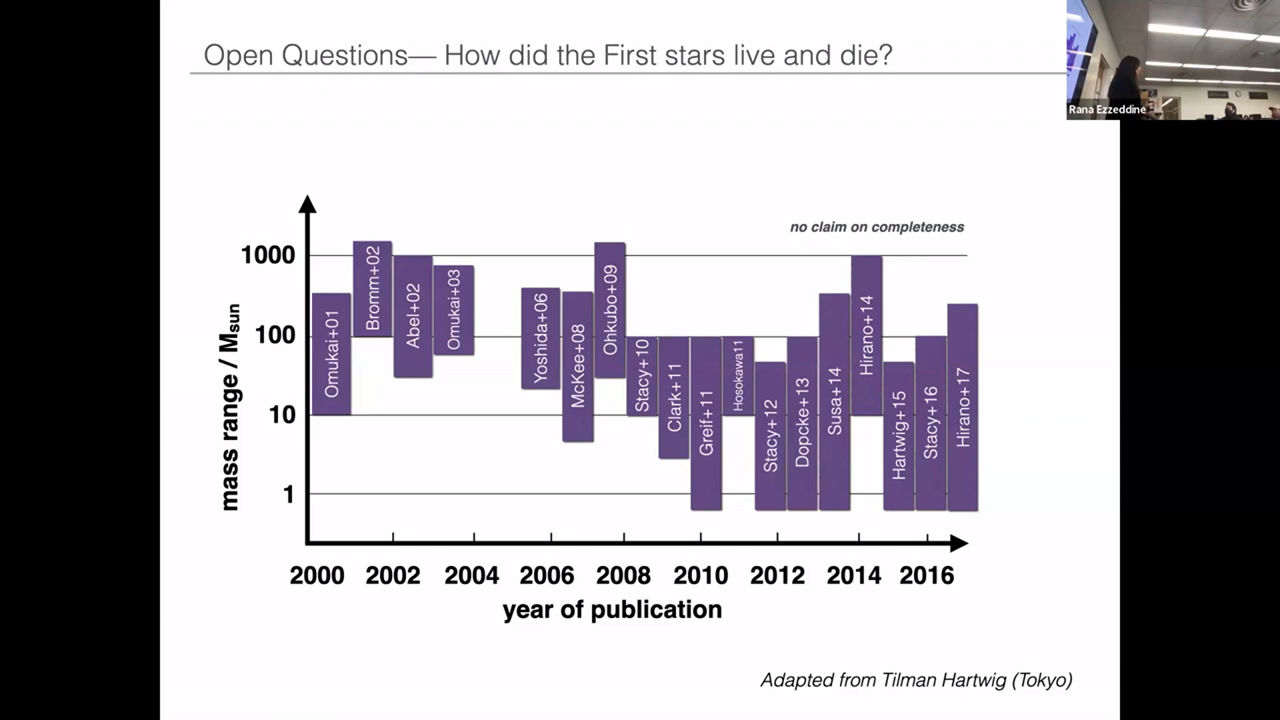 Open Questions— How did the First stars live and die?
Rana Ezzeddine
no claim on completeness
mass range / Msun
1000
100
10
1
Omukai+01
Bromm+02
Abel+02
Omukai+03
Yoshida+06
McKee+08
Ohkubo+09
Stacy+10
Clark+11
Greif+11
Hosokawa11
Stacy+12
Dopcke+13
Susa+14
Hirano+14
Hartwig+15
Stacy+16
Hirano+17
2000 2002 2004 2006 2008 2010 2012 2014 2016
year of publication
Adapted from Tilman Hartwig (Tokyo)